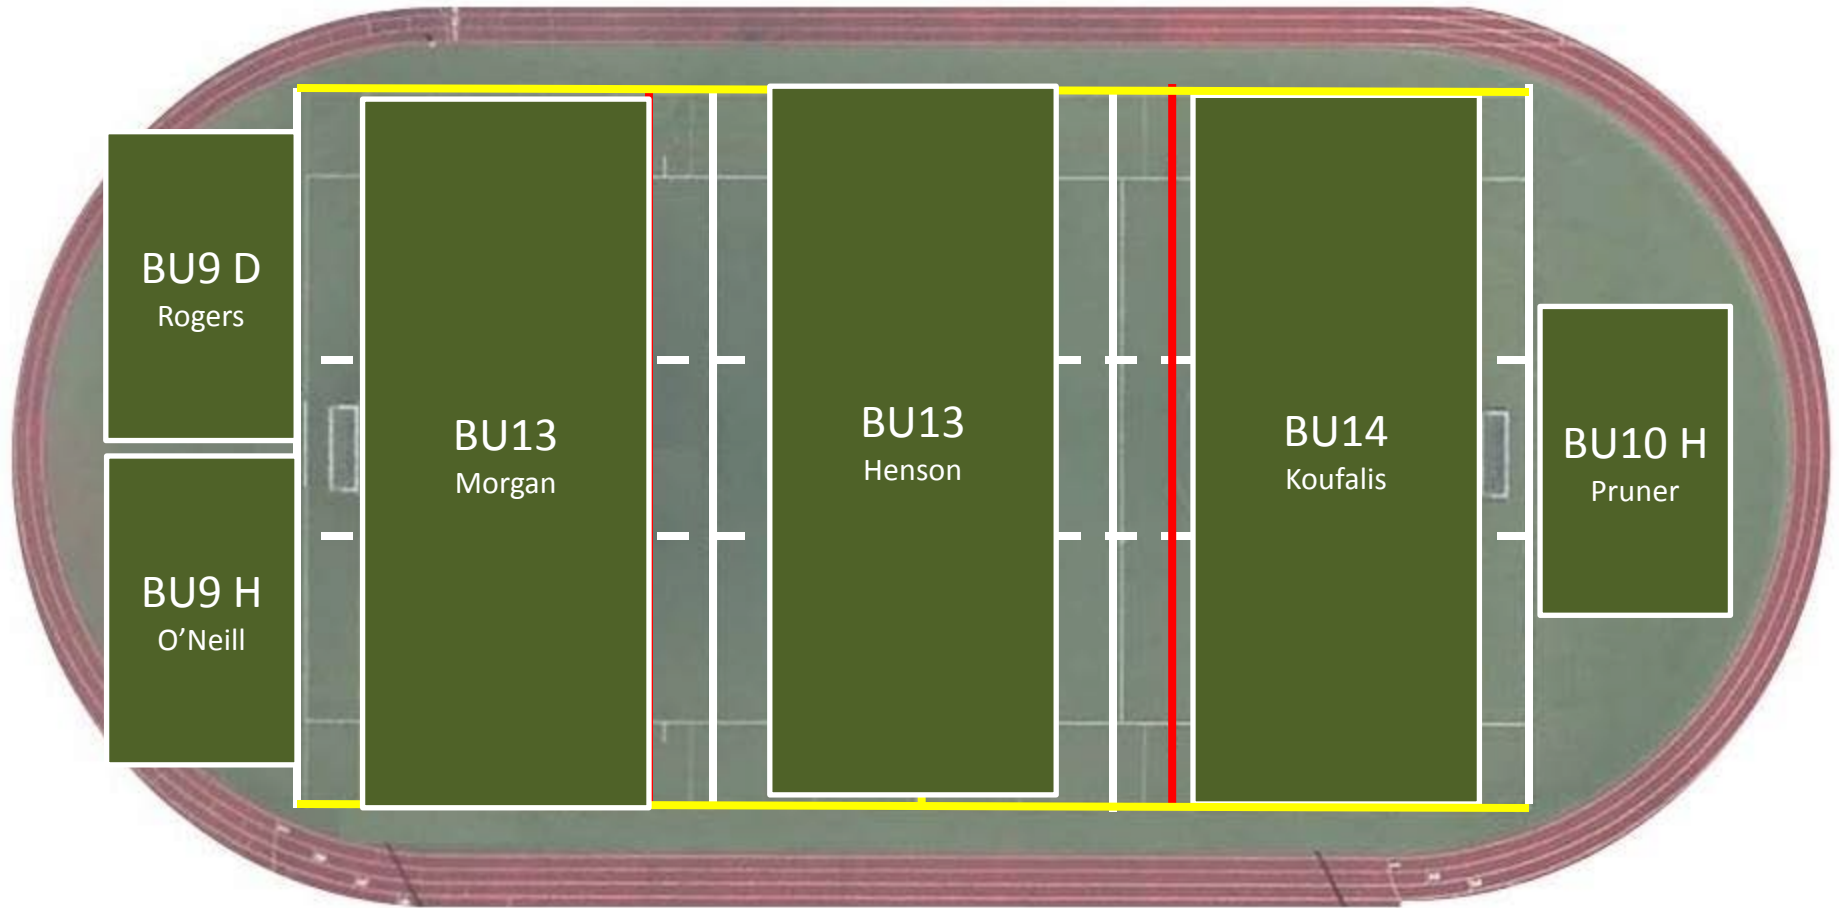 BU9 D
Rogers
BU9 H
O’Neill
BU13
Morgan
BU13
Henson
BU14
Koufalis
BU10 H
Pruner